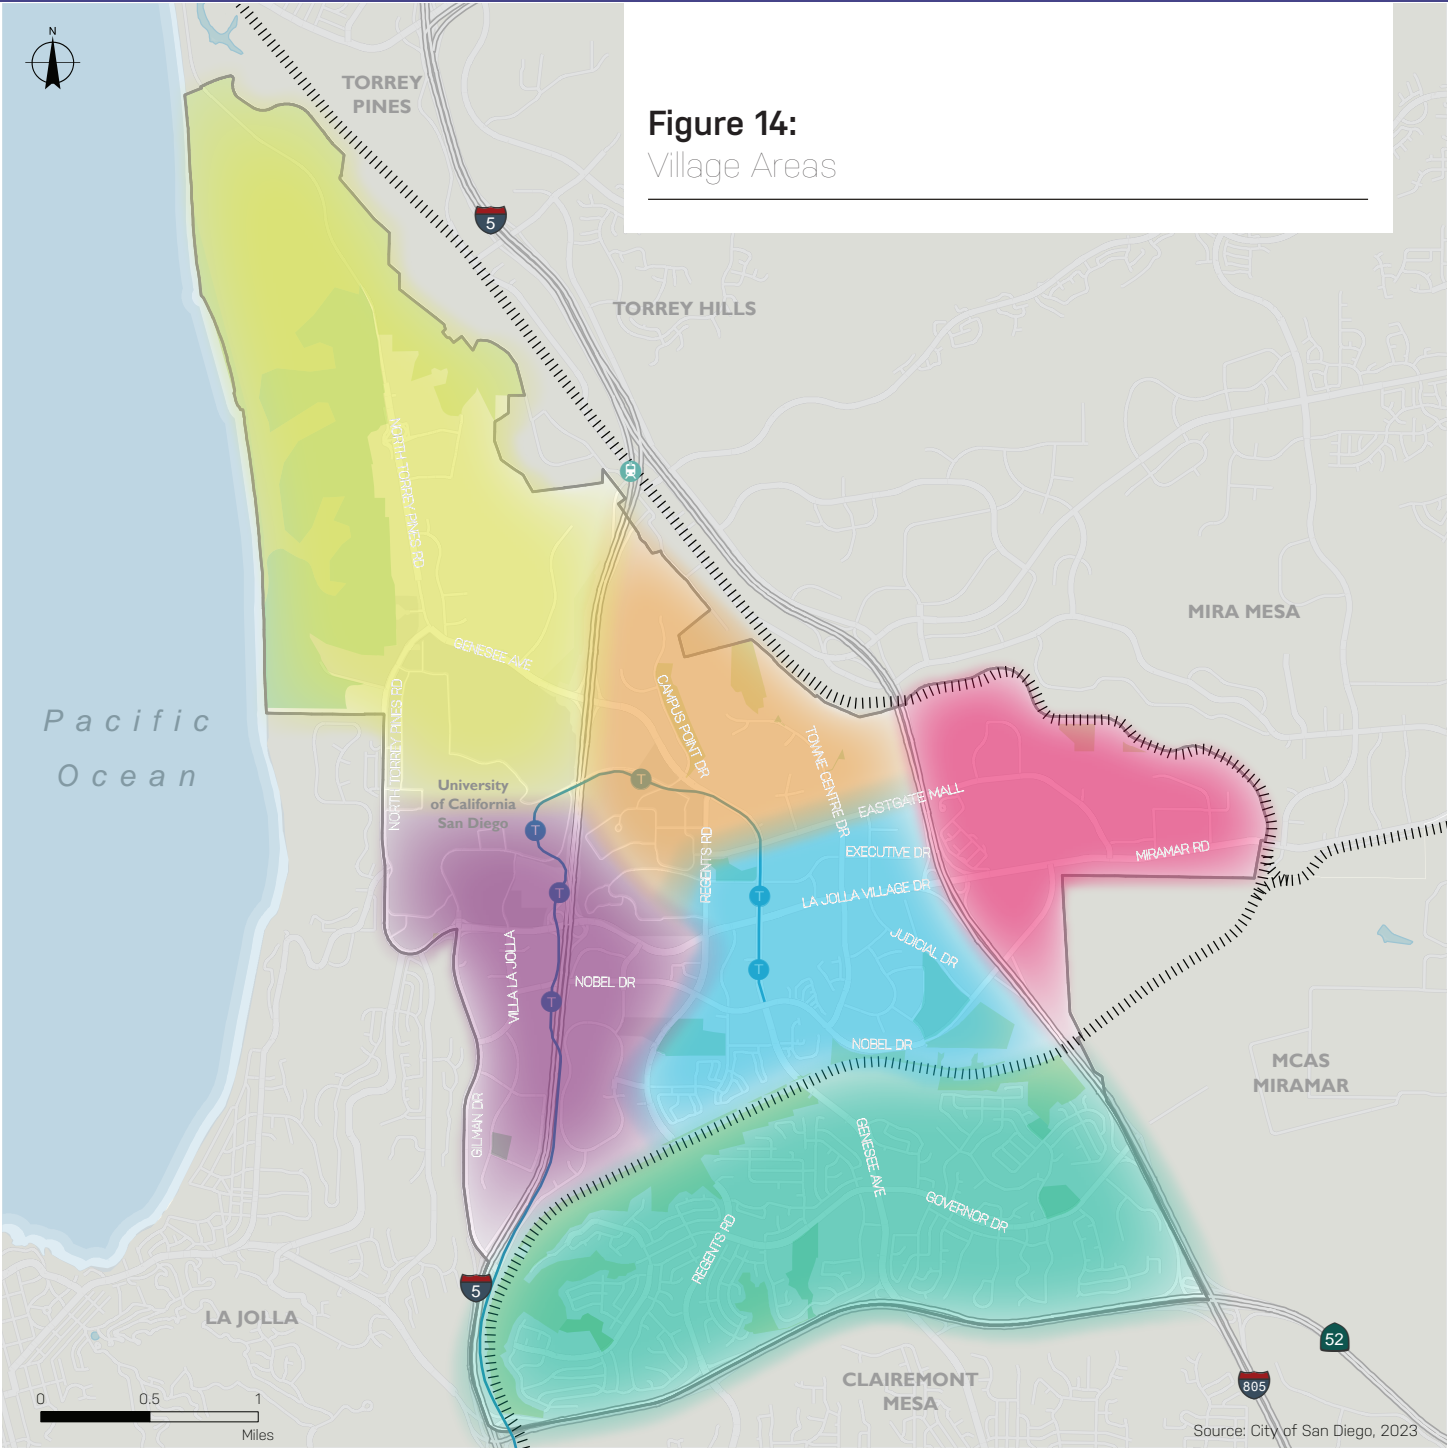 N
TORREY
PINES
Figure 14:
Village Areas
5
TORREY HILLS
NORTH TORREY PINES RD
MIRA MESA
GENESEE AVE
CAMPUS POINT DR
NORTH TORREY PINES RD
Pacific
Ocean
TOWNE CENTRE DR
University
of California
San Diego
T
T
EASTGATE MALL
REGENTS RD
EXECUTIVE DR
MIRAMAR RD
T
T
LA JOLLA VILLAGE DR
JUDICIAL DR
VILLA LA JOLLA
NOBEL DR
T
T
NOBEL DR
MCAS
MIRAMAR
GILMAN DR
GENESEE AVE
GOVERNOR DR
REGENTS RD
5
LA JOLLA
52
CLAIREMONT
MESA
805
0 0.5 1
Miles
Source: City of San Diego, 2023